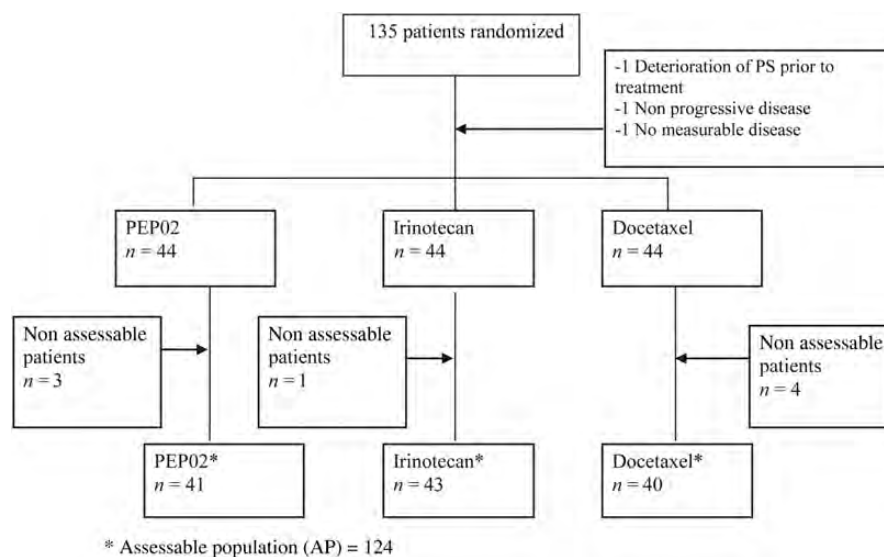 135 patients randomized
-1 Deterioration of PS prior to
treatment
-1 Non progressive disease
-1 No measurable disease
PEP02
n = 44
Irinotecan
n = 44
Docetaxel
n = 44
Non assessable
patients
n = 3
Non assessable
patients
n = 1
Non assessable
patients
n = 4
PEP02*
n = 41
Irinotecan*
n = 43
Docetaxel*
n = 40
* Assessable population (AP) = 124